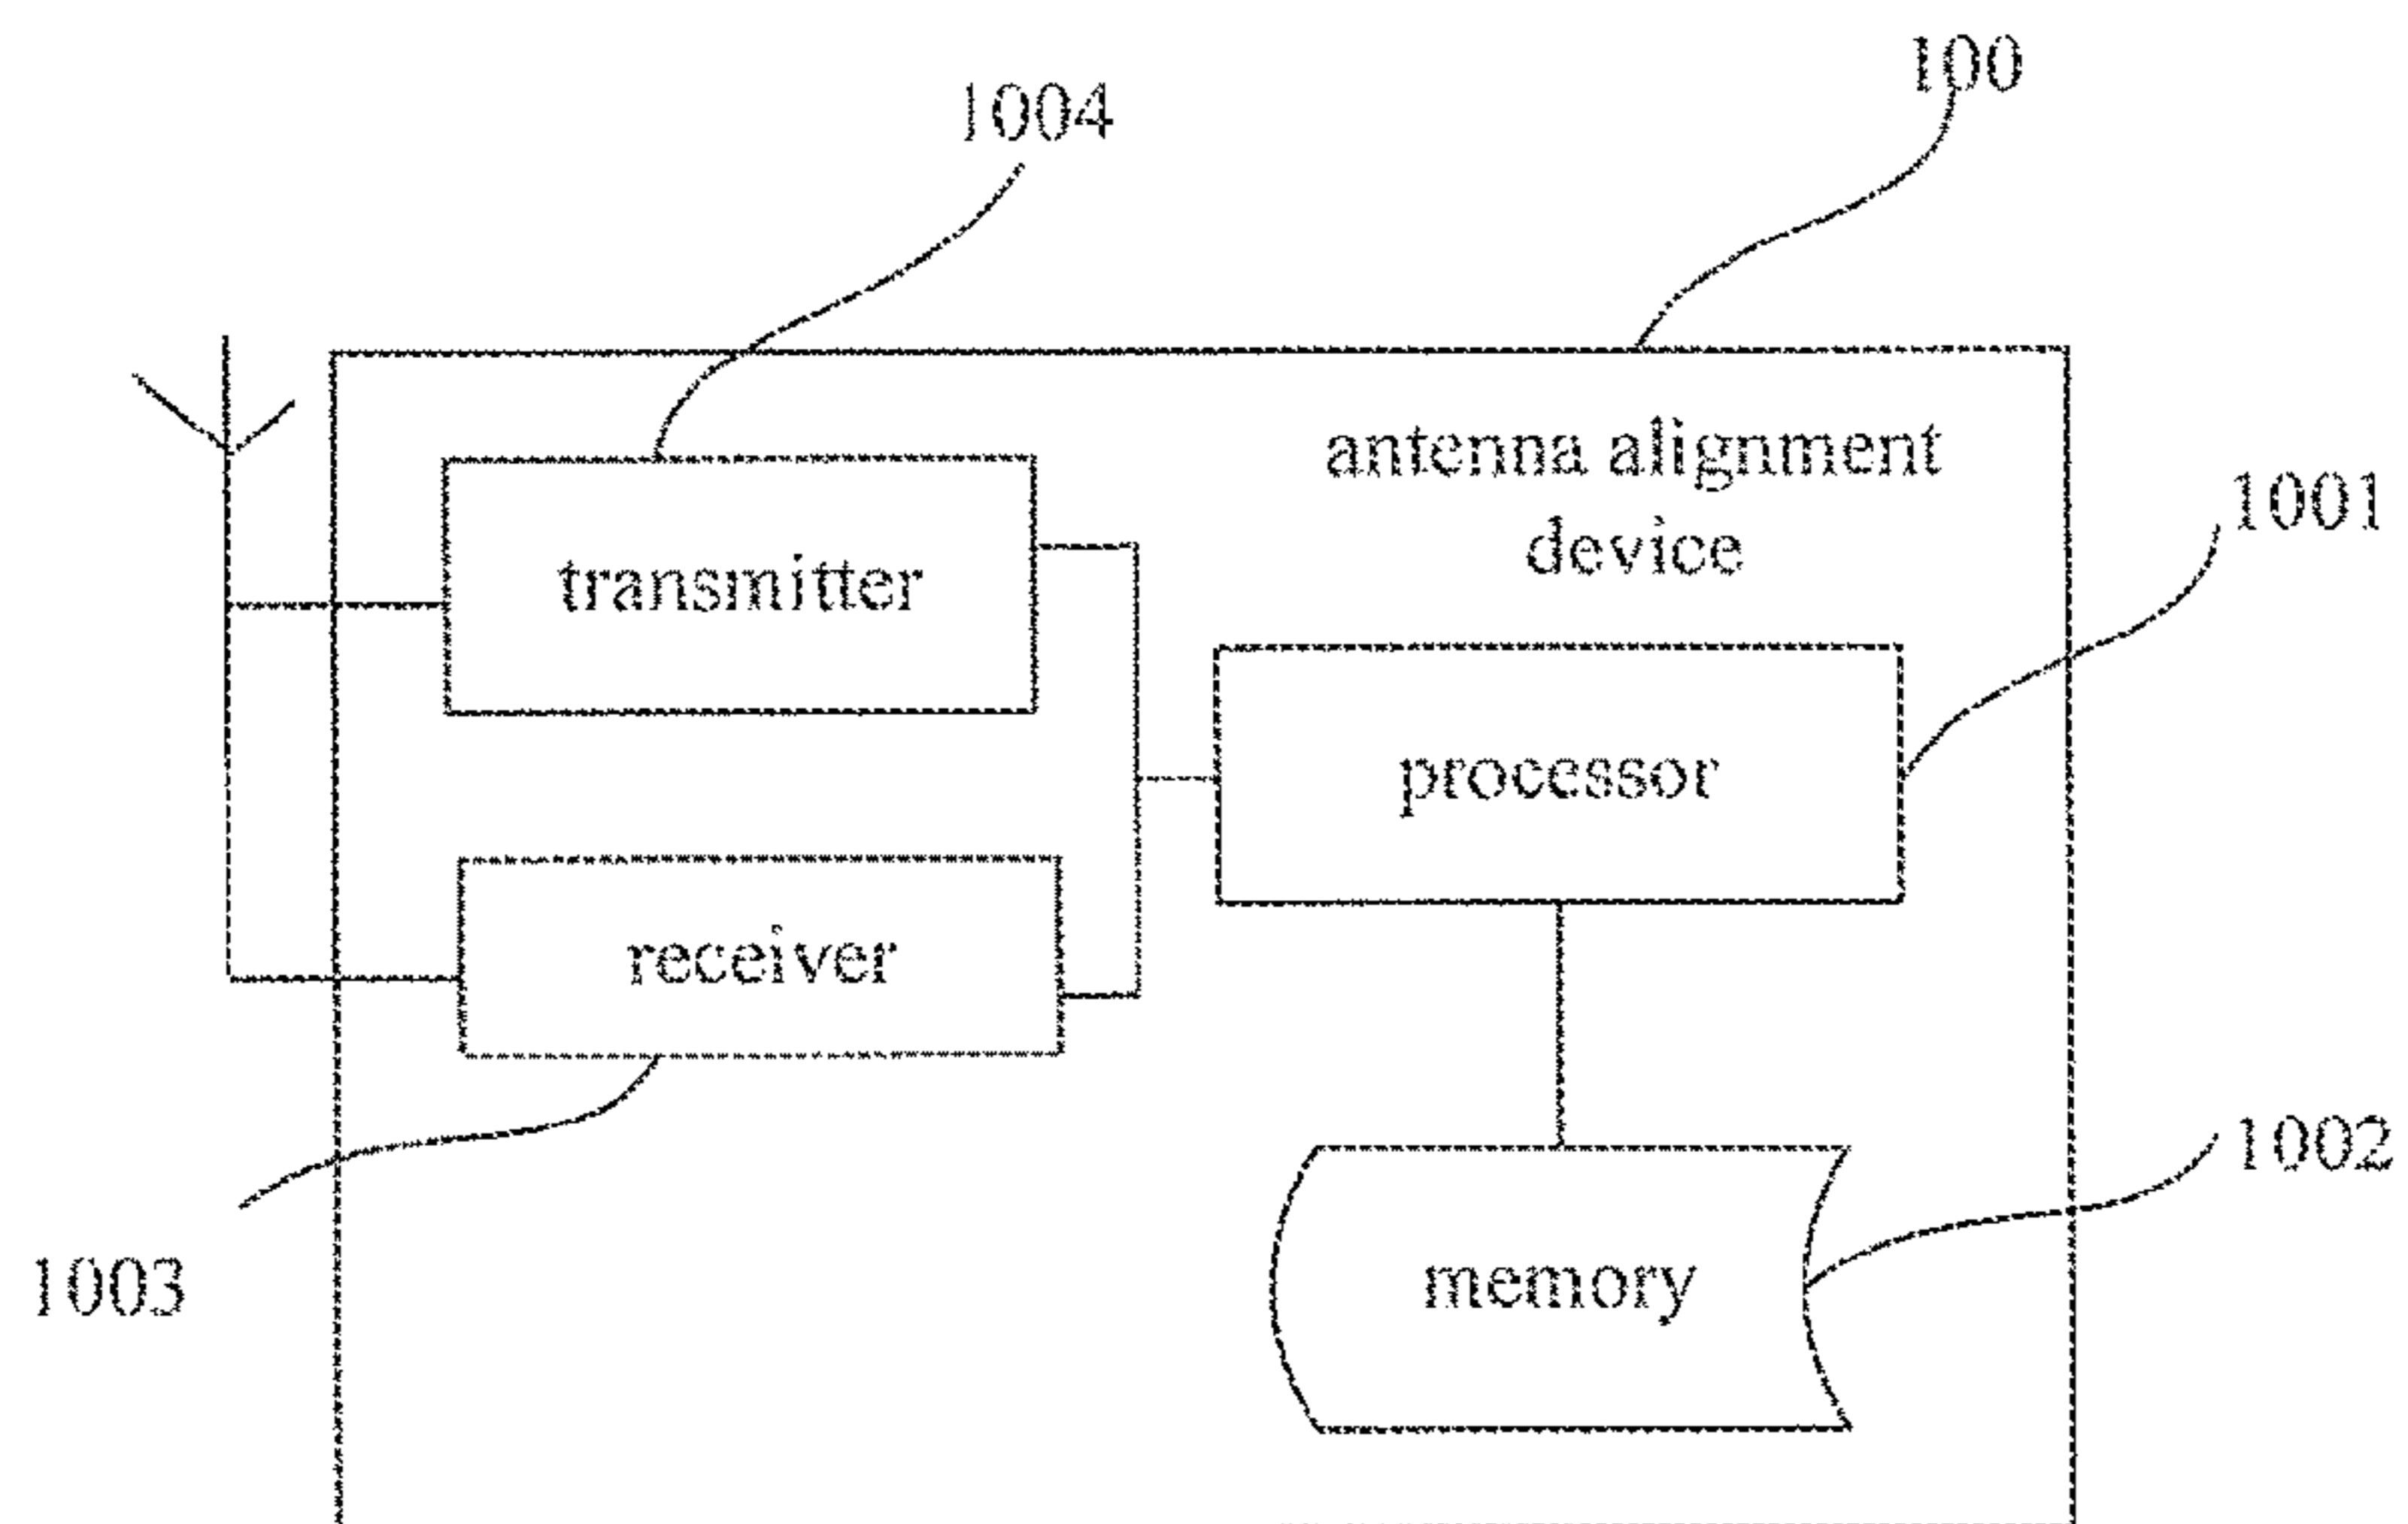 100
1004
antenna alignment
device
1001
transmitter
processor
receiver
1002
memory
1003